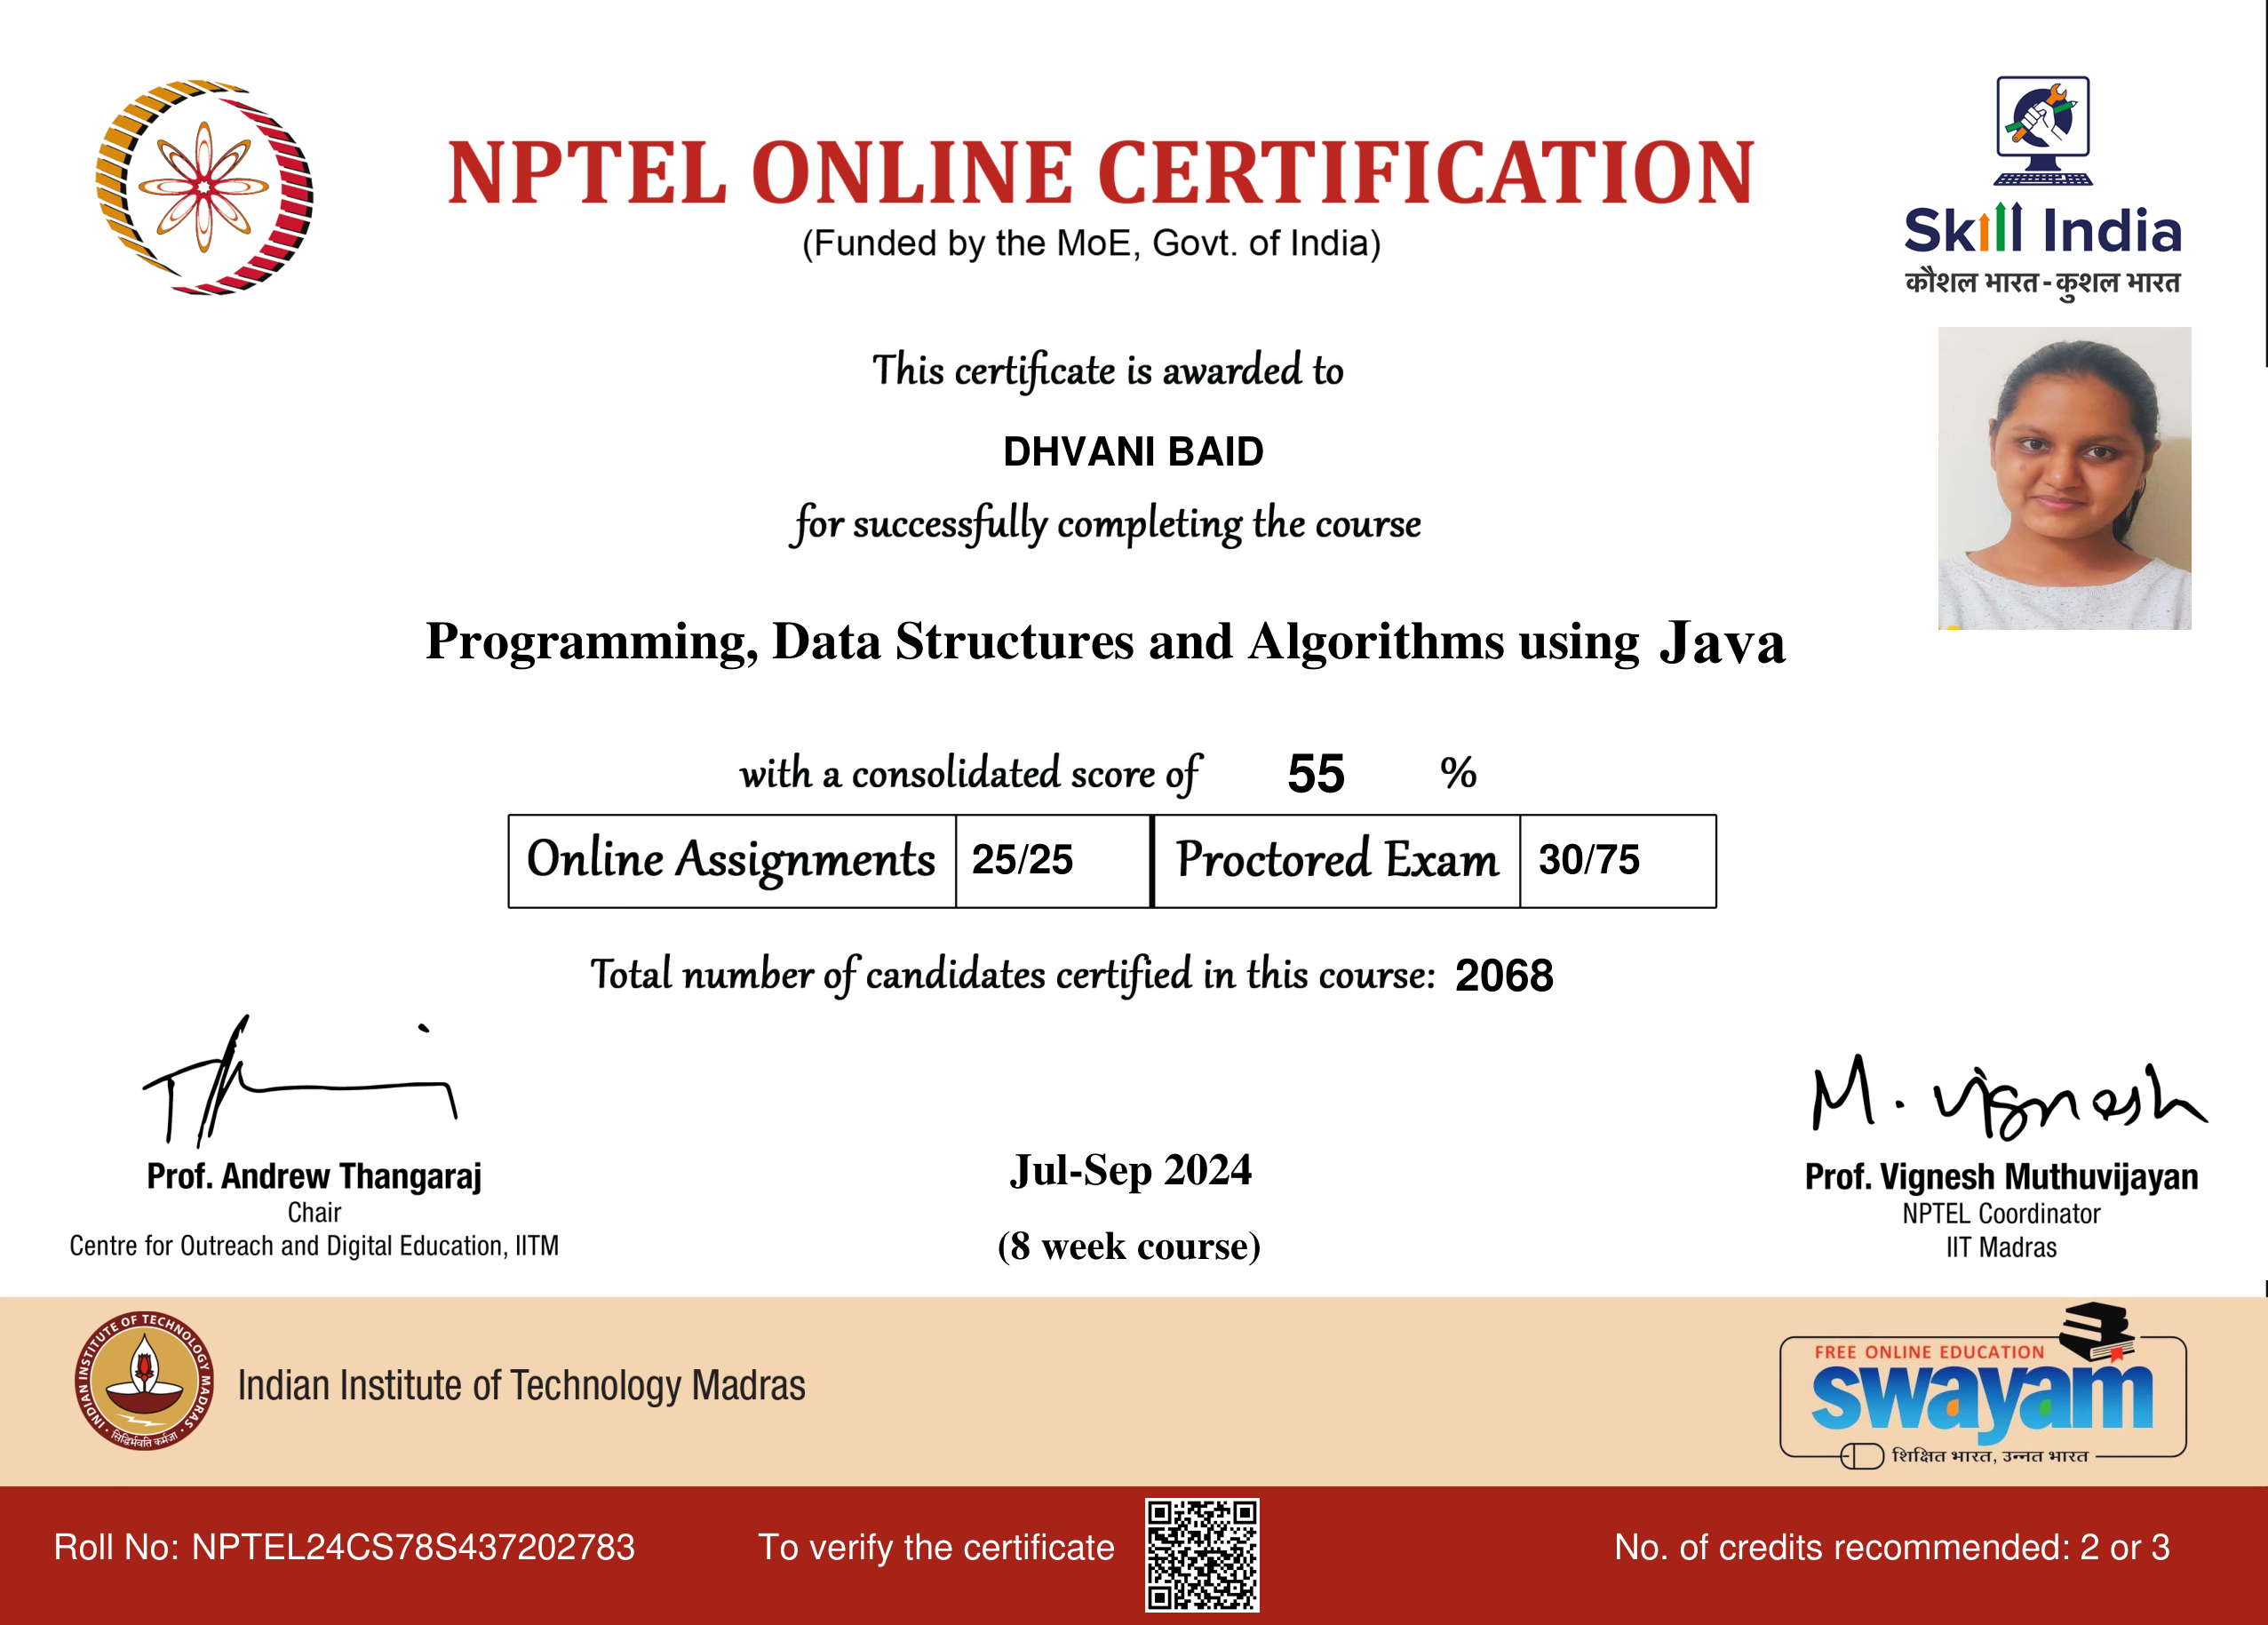 NPTEL ONLINE CERTIFICATION
(Funded by the MoE, Govt. of India)
Skill India
कौशल भारत - कुशल भारत
This certificate is awarded to
DHVANI BAID
for successfully completing the course
Programming, Data Structures and Algorithms using Java
with a consolidated score of 55 %
Online Assignments 25/25 Proctored Exam 30/75
Total number of candidates certified in this course: 2068
M. Vignesh
Prof. Andrew Thangaraj
Chair
Centre for Outreach and Digital Education, IITM
Jul-Sep 2024
(8 week course)
Prof. Vignesh Muthuvijayan
NPTEL Coordinator
IIT Madras
INDIAN INSTITUTE OF TECHNOLOGY MADRAS
सिद्धिर्भवति कर्मजा
Indian Institute of Technology Madras
FREE ONLINE EDUCATION
swayam
शिक्षित भारत, उन्नत भारत
Roll No: NPTEL24CS78S437202783
To verify the certificate
No. of credits recommended: 2 or 3